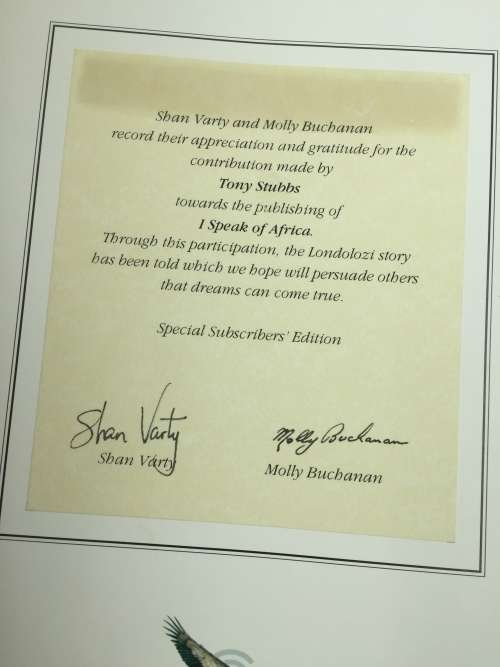 Shan Varty and Molly Buchanan
record their appreciation and gratitude for the
contribution made by
Tony Stubbs
towards the publishing of
I Speak of Africa.
Through this participation, the Londolozi story
has been told which we hope will persuade others
that dreams can come true.
Special Subscribers' Edition
Shan Varty
Molly Buchanan
Shan Varty
Molly Buchanan